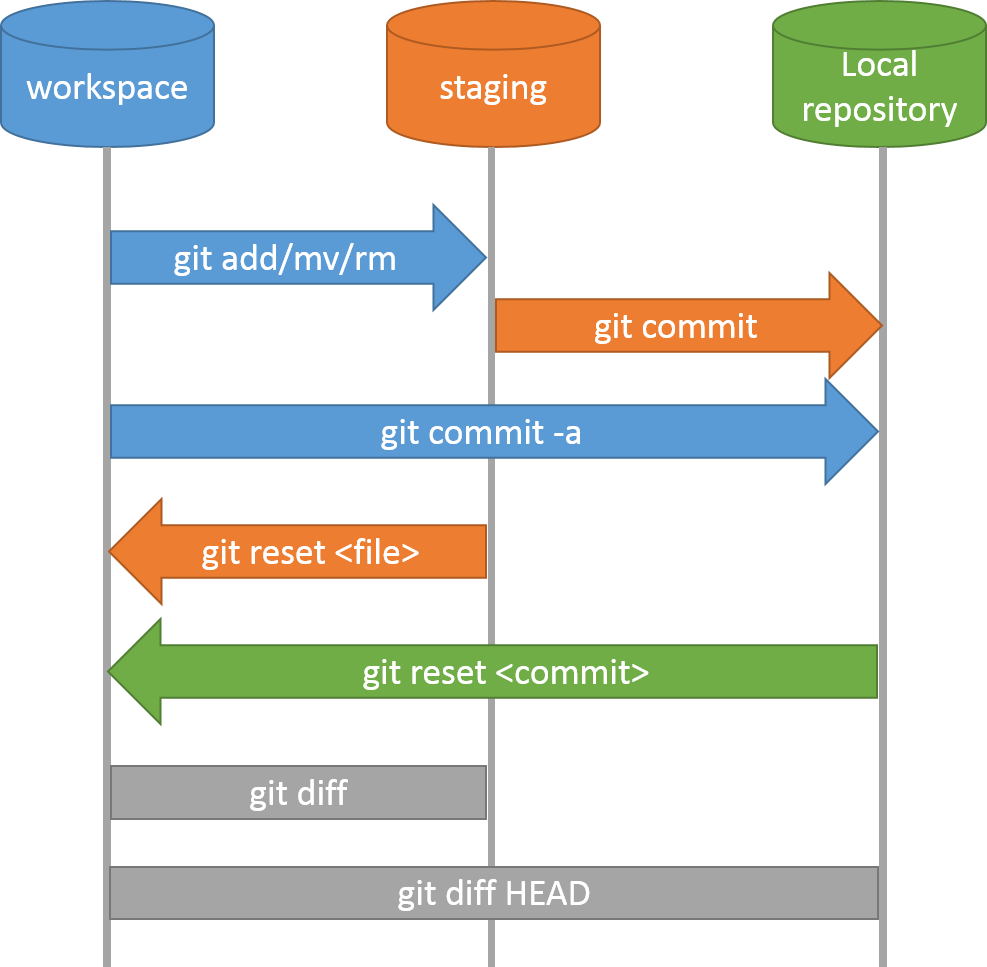 workspace
staging
Local
repository
git add/mv/rm
git commit
git commit -a
git reset <file>
git reset <commit>
git diff
git diff HEAD